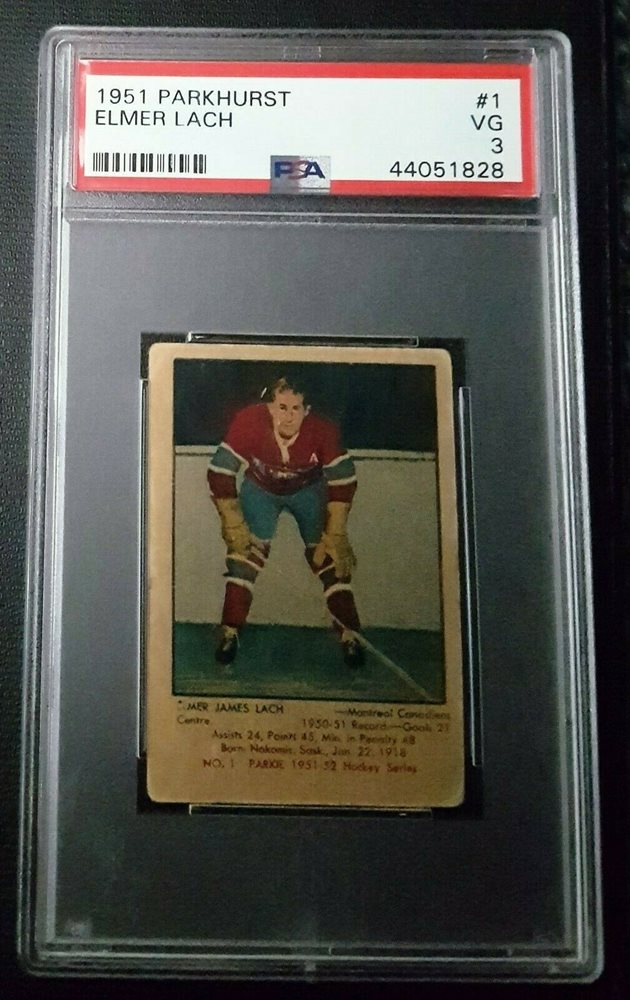 1951 PARKHURST #1
ELMER LACH VG
3
PSA 44051828
A
MER JAMES LACH —Montreal Canadiens
Centre. 1950-51 Record—Goals 21
Assists 24, Points 45, Min. in Penalty 48
Born: Nokomis, Sask., Jan. 22, 1918
NO. 1 PARKIE 1951-52 Hockey Series